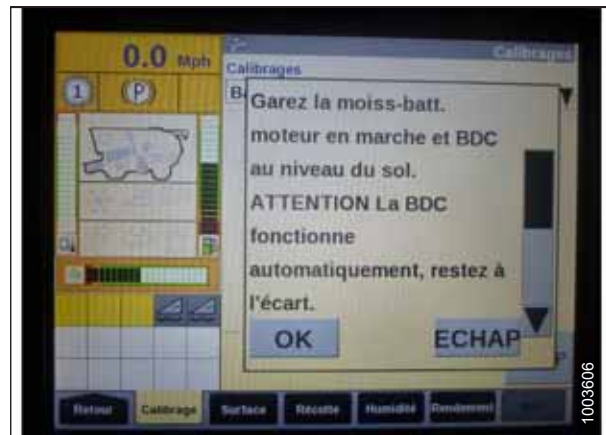 0.0 Mph
Calibrages
Calibrages
1
(P)
B
Garez la moiss-batt.
moteur en marche et BDC
au niveau du sol.
ATTENTION La BDC
fonctionne
automatiquement, restez à
l'écart.
OK
ECHAP
P
Retour
Calibrage
Surface
Récolte
Humidité
Rendement
1003606